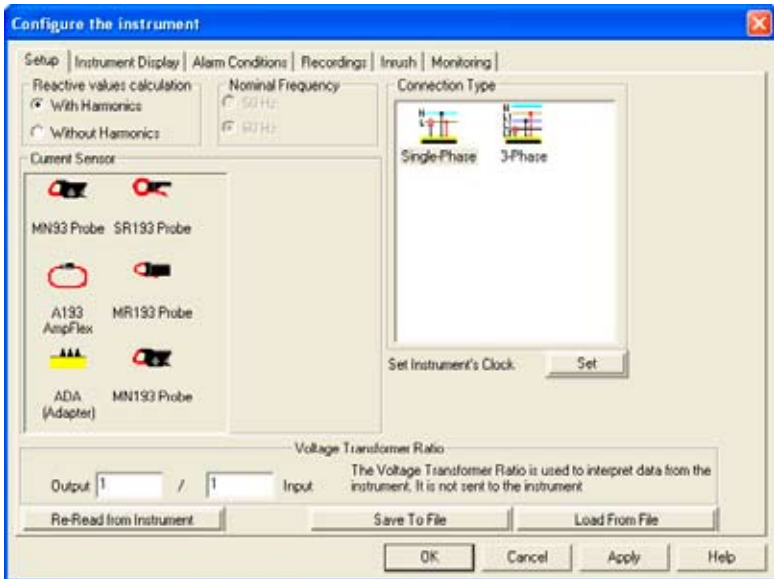 Configure the instrument
Setup
Instrument Display
Alarm Conditions
Recordings
Inrush
Monitoring
Reactive values calculation
With Harmonics
Without Harmonics
Nominal Frequency
50 Hz
60 Hz
Connection Type
Single-Phase
3-Phase
Current Sensor
MN93 Probe
SR193 Probe
A193
AmpFlex
MR193 Probe
ADA
(Adapter)
MN193 Probe
Set Instrument's Clock
Set
Voltage Transformer Ratio
Output 1 / 1 Input
The Voltage Transformer Ratio is used to interpret data from the
instrument. It is not sent to the instrument
Re-Read from Instrument
Save To File
Load From File
OK
Cancel
Apply
Help